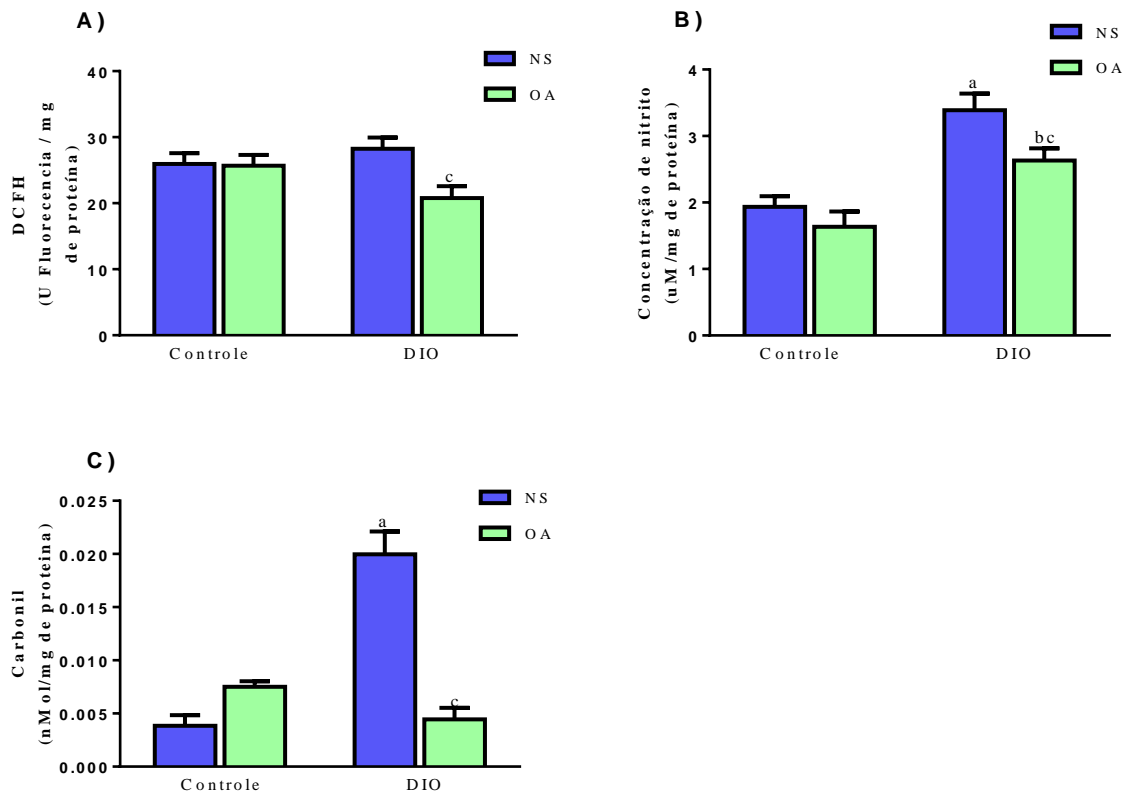 A)
NS
OA
DCFH
(U Fluorecencia / mg
de proteína)
40
30
20
10
0
c
Controle
DIO
B)
NS
OA
Concentração de nitrito
(uM/mg de proteína)
4
3
2
1
0
a
bc
Controle
DIO
C)
NS
OA
Carbonil
(nMol/mg de proteina)
0.025
0.020
0.015
0.010
0.005
0.000
a
c
Controle
DIO